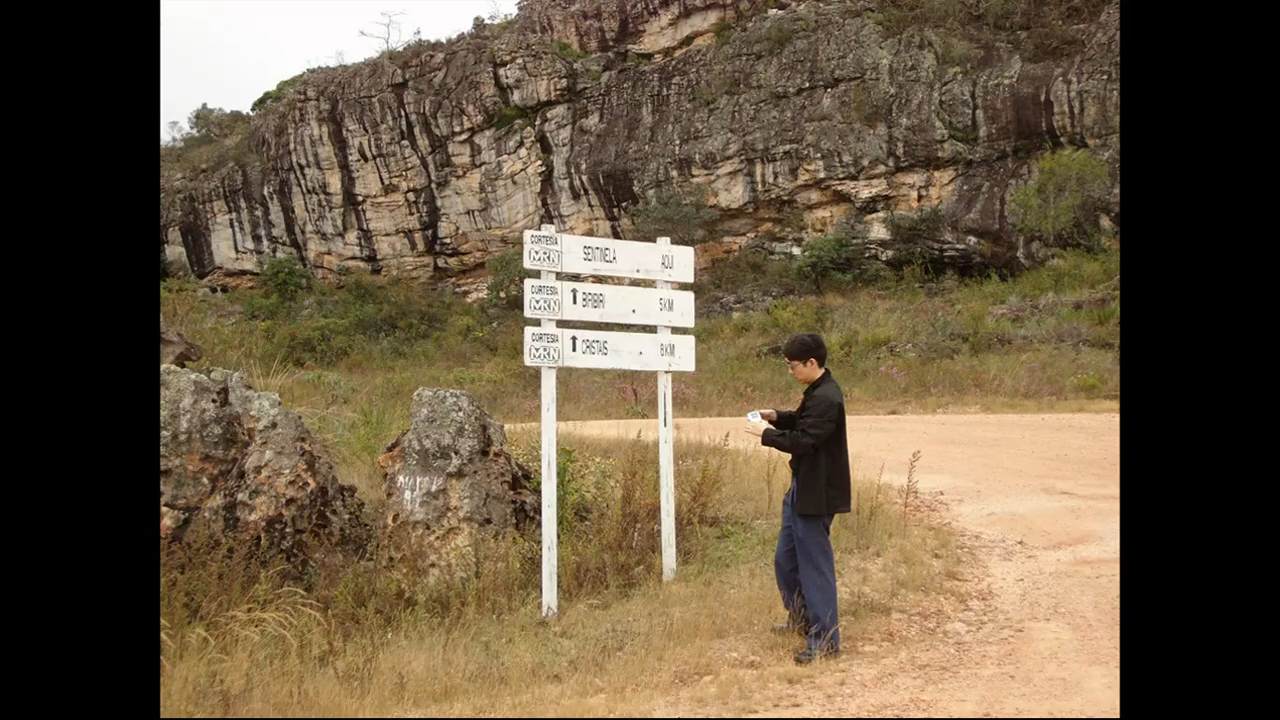 CORTESIA
MRN
SENTINELA AQUI
CORTESIA
MRN
↑ BIRIBIRI 5 KM
CORTESIA
MRN
↑ CRISTAIS 8 KM